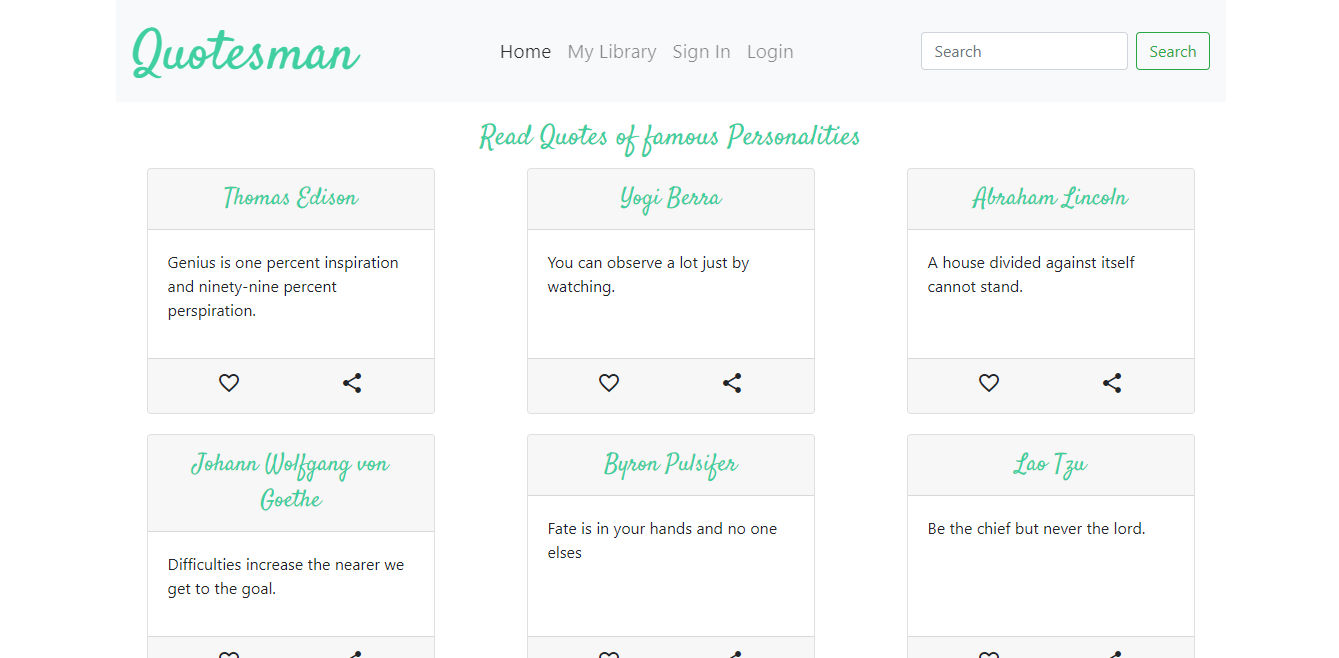 Quotesman
Home My Library Sign In Login
Search
Search
Read Quotes of famous Personalities
Thomas Edison
Genius is one percent inspiration
and ninety-nine percent
perspiration.
Yogi Berra
You can observe a lot just by
watching.
Abraham Lincoln
A house divided against itself
cannot stand.
Johann Wolfgang von
Goethe
Difficulties increase the nearer we
get to the goal.
Byron Pulsifer
Fate is in your hands and no one
elses
Lao Tzu
Be the chief but never the lord.